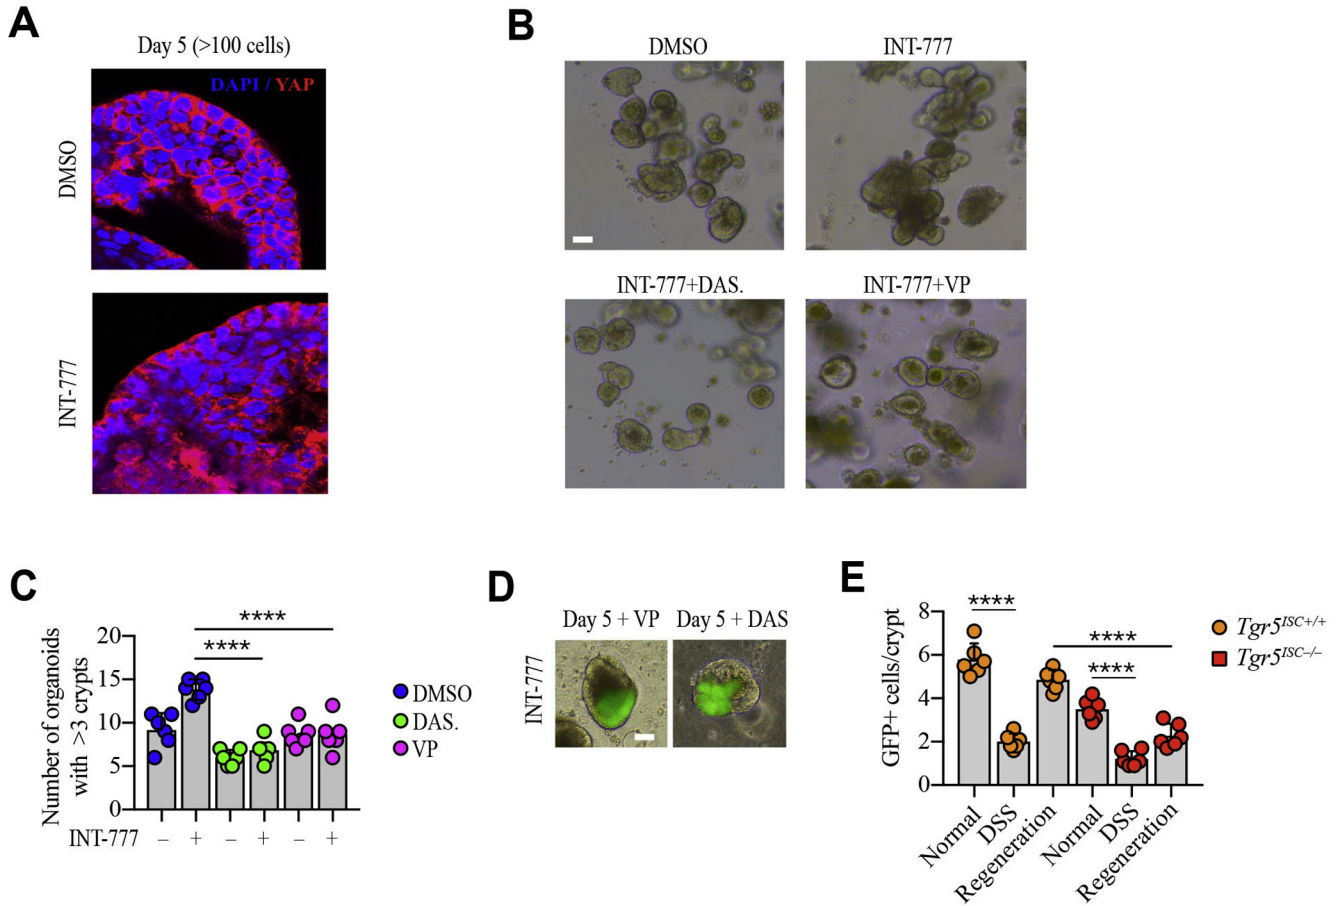 A
Day 5 (>100 cells)
DAPI / YAP
DMSO
INT-777
B
DMSO
INT-777
INT-777+DAS.
INT-777+VP
C
Number of organoids
with >3 crypts
20
15
10
5
0
****
****
INT-777
– + – + – +
DMSO
DAS.
VP
D
Day 5 + VP
Day 5 + DAS
INT-777
E
GFP+ cells/crypt
8
6
4
2
0
****
****
****
Normal
DSS
Regeneration
Normal
DSS
Regeneration
Tgr5ISC+/+
Tgr5ISC–/–